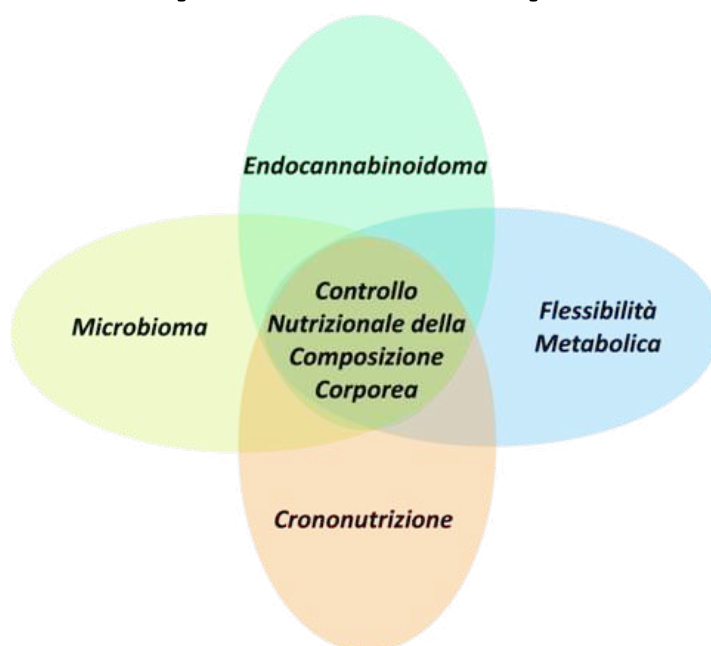 Endocannabinoidoma
Microbioma
Controllo
Nutrizionale della
Composizione
Corporea
Flessibilità
Metabolica
Crononutrizione